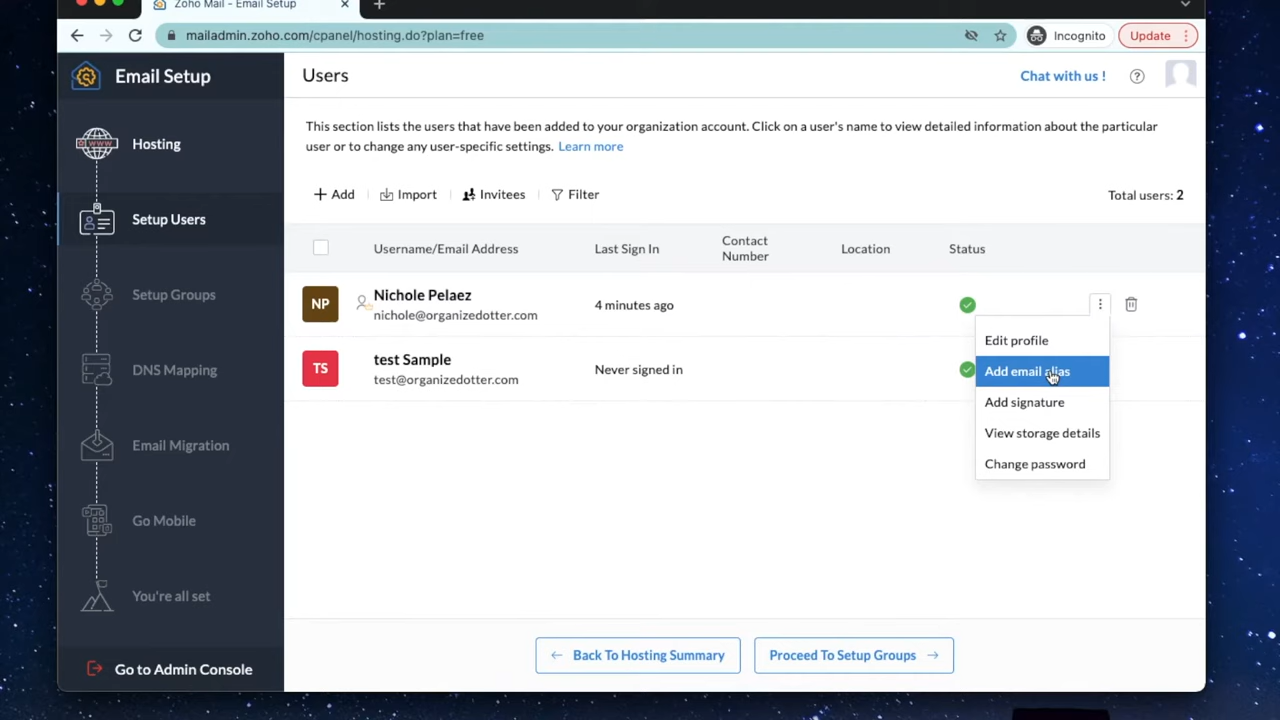 Zoho Mail - Email Setup
mailadmin.zoho.com/cpanel/hosting.do?plan=free
Incognito
Update
Email Setup
Hosting
Setup Users
Setup Groups
DNS Mapping
Email Migration
Go Mobile
You're all set
Go to Admin Console
Users
Chat with us !
?
This section lists the users that have been added to your organization account. Click on a user's name to view detailed information about the particular
user or to change any user-specific settings. Learn more
+ Add
Import
Invitees
Filter
Total users: 2
Username/Email Address
Last Sign In
Contact
Number
Location
Status
NP
Nichole Pelaez
nichole@organizedotter.com
4 minutes ago
TS
test Sample
test@organizedotter.com
Never signed in
Edit profile
Add email alias
Add signature
View storage details
Change password
← Back To Hosting Summary
Proceed To Setup Groups →